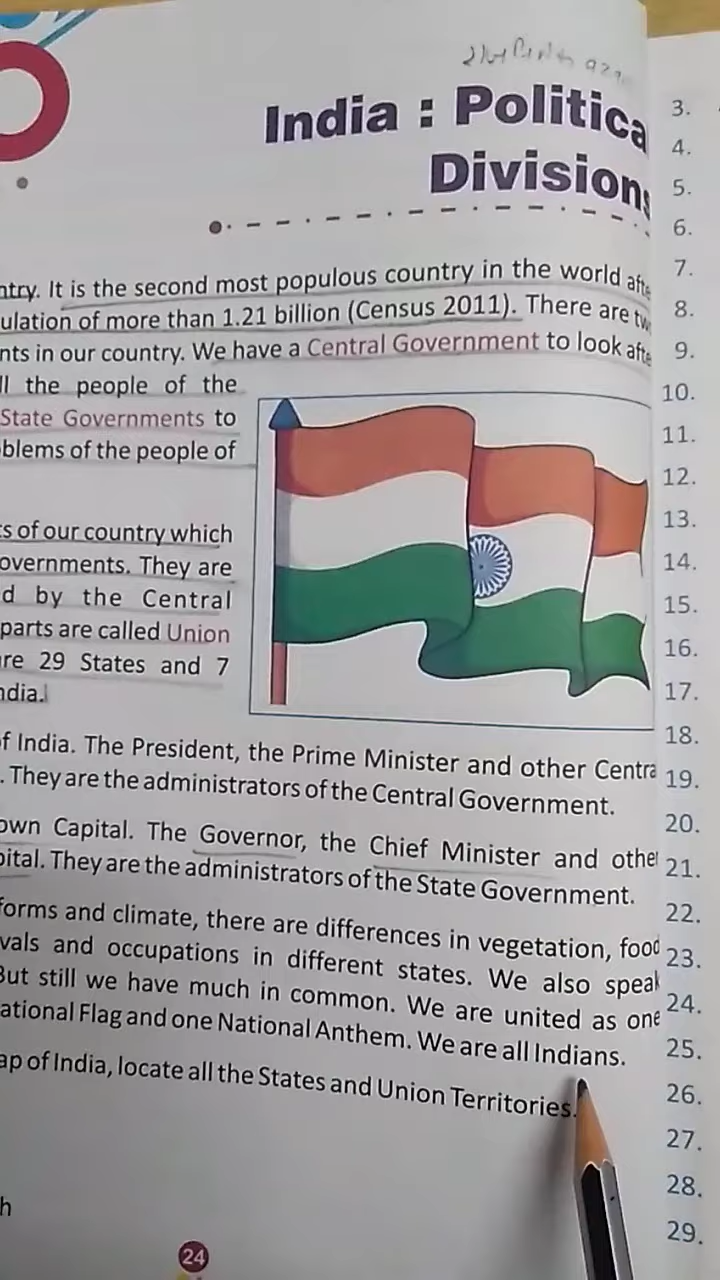 India : Politica
Divisions
ntry. It is the second most populous country in the world afte
ulation of more than 1.21 billion (Census 2011). There are tw
nts in our country. We have a Central Government to look afte
ll the people of the
State Governments to
blems of the people of
s of our country which
overnments. They are
d by the Central
parts are called Union
re 29 States and 7
ndia.
f India. The President, the Prime Minister and other Centra
. They are the administrators of the Central Government.
own Capital. The Governor, the Chief Minister and other
pital. They are the administrators of the State Government.
forms and climate, there are differences in vegetation, food
vals and occupations in different states. We also speak
But still we have much in common. We are united as one
ational Flag and one National Anthem. We are all Indians.
ap of India, locate all the States and Union Territories.
h
24
3.
4.
5.
6.
7.
8.
9.
10.
11.
12.
13.
14.
15.
16.
17.
18.
19.
20.
21.
22.
23.
24.
25.
26.
27.
28.
29.